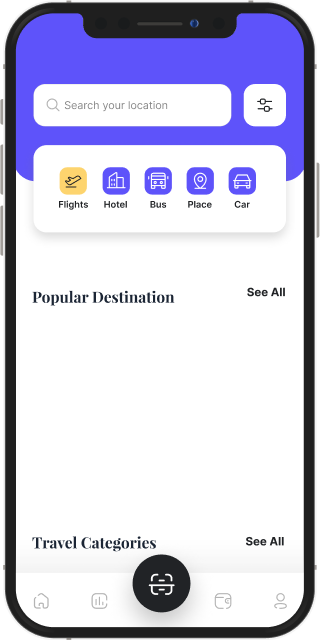 Search your location
Flights Hotel Bus Place Car
Popular Destination See All
Travel Categories See All